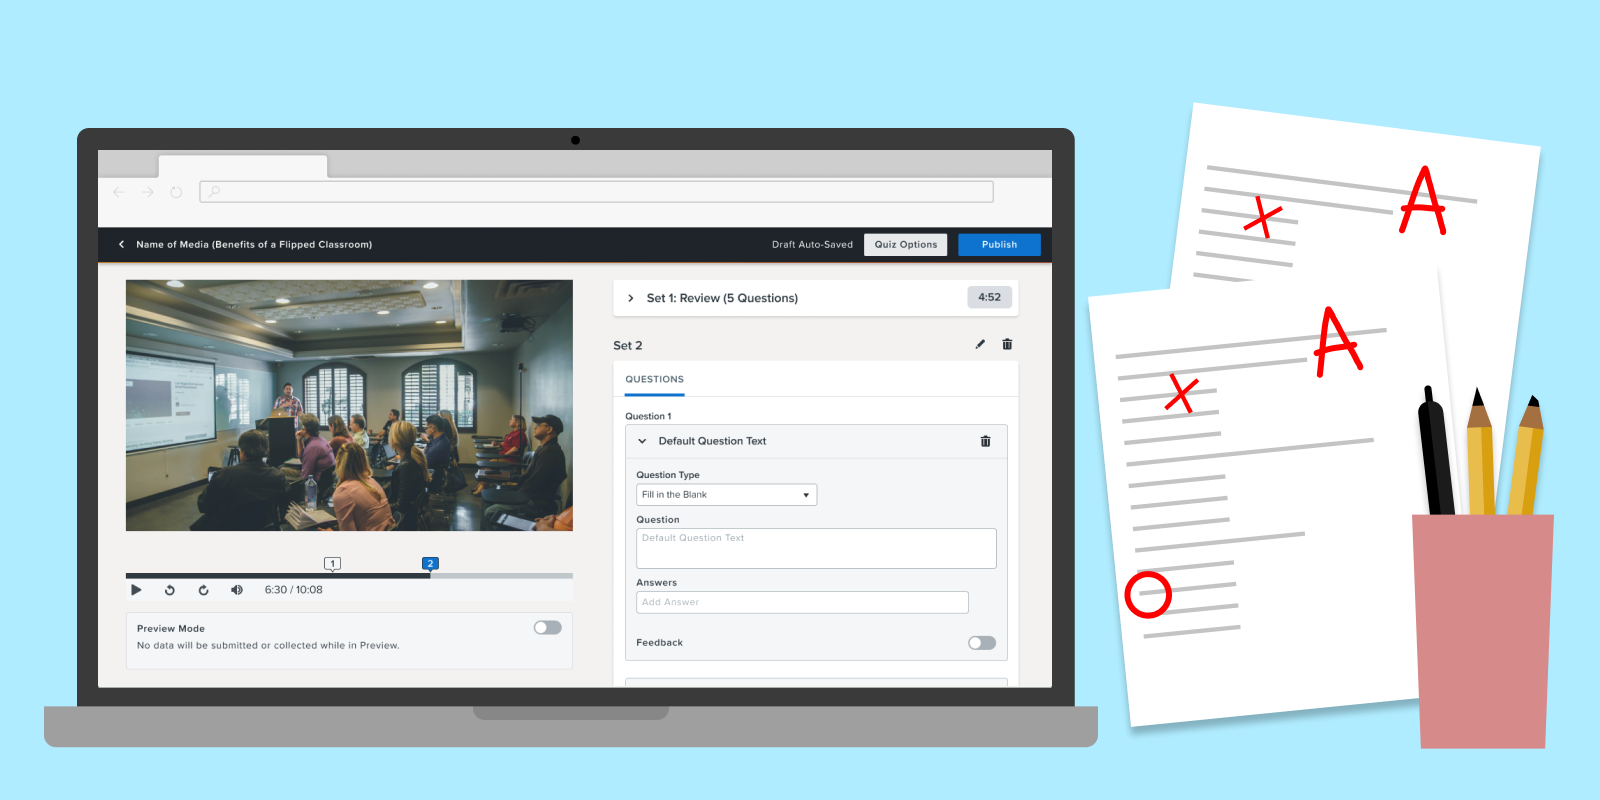 Name of Media (Benefits of a Flipped Classroom)
Draft Auto-Saved
Quiz Options
Publish
Set 1: Review (5 Questions)
4:52
Set 2
QUESTIONS
Question 1
Default Question Text
Question Type
Fill in the Blank
Question
Default Question Text
Answers
Add Answer
Feedback
1
2
6:30 / 10:08
Preview Mode
No data will be submitted or collected while in Preview.
A
X
A
X